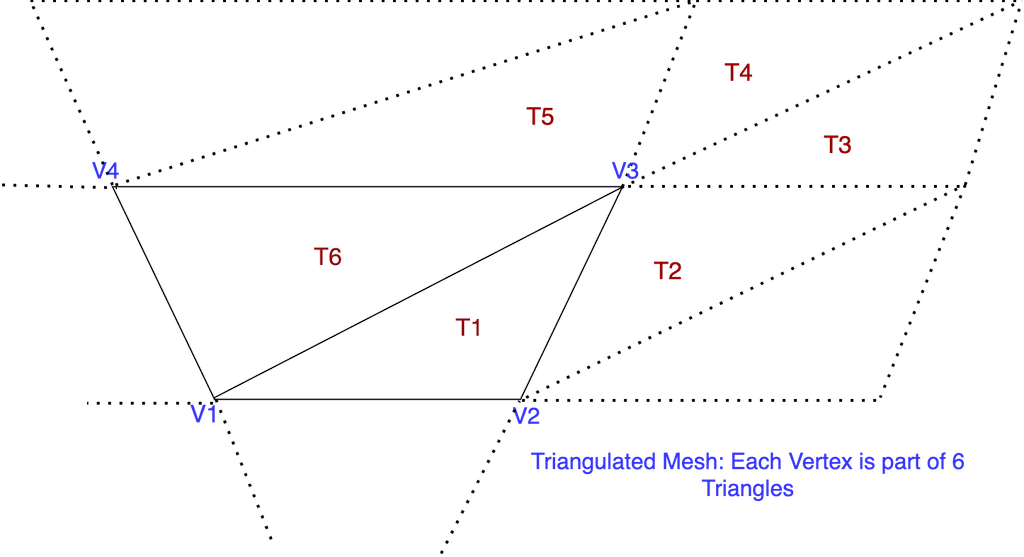 T4
T5
T3
V4
V3
T6
T2
T1
V1
V2
Triangulated Mesh: Each Vertex is part of 6
Triangles